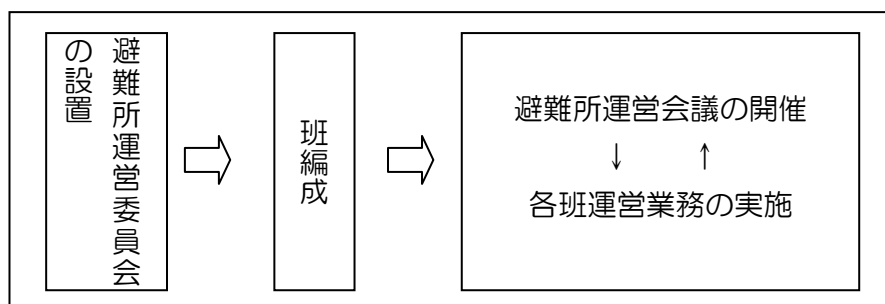 避難所運営委員会
の設置
班編成
避難所運営会議の開催
↓ ↑
各班運営業務の実施